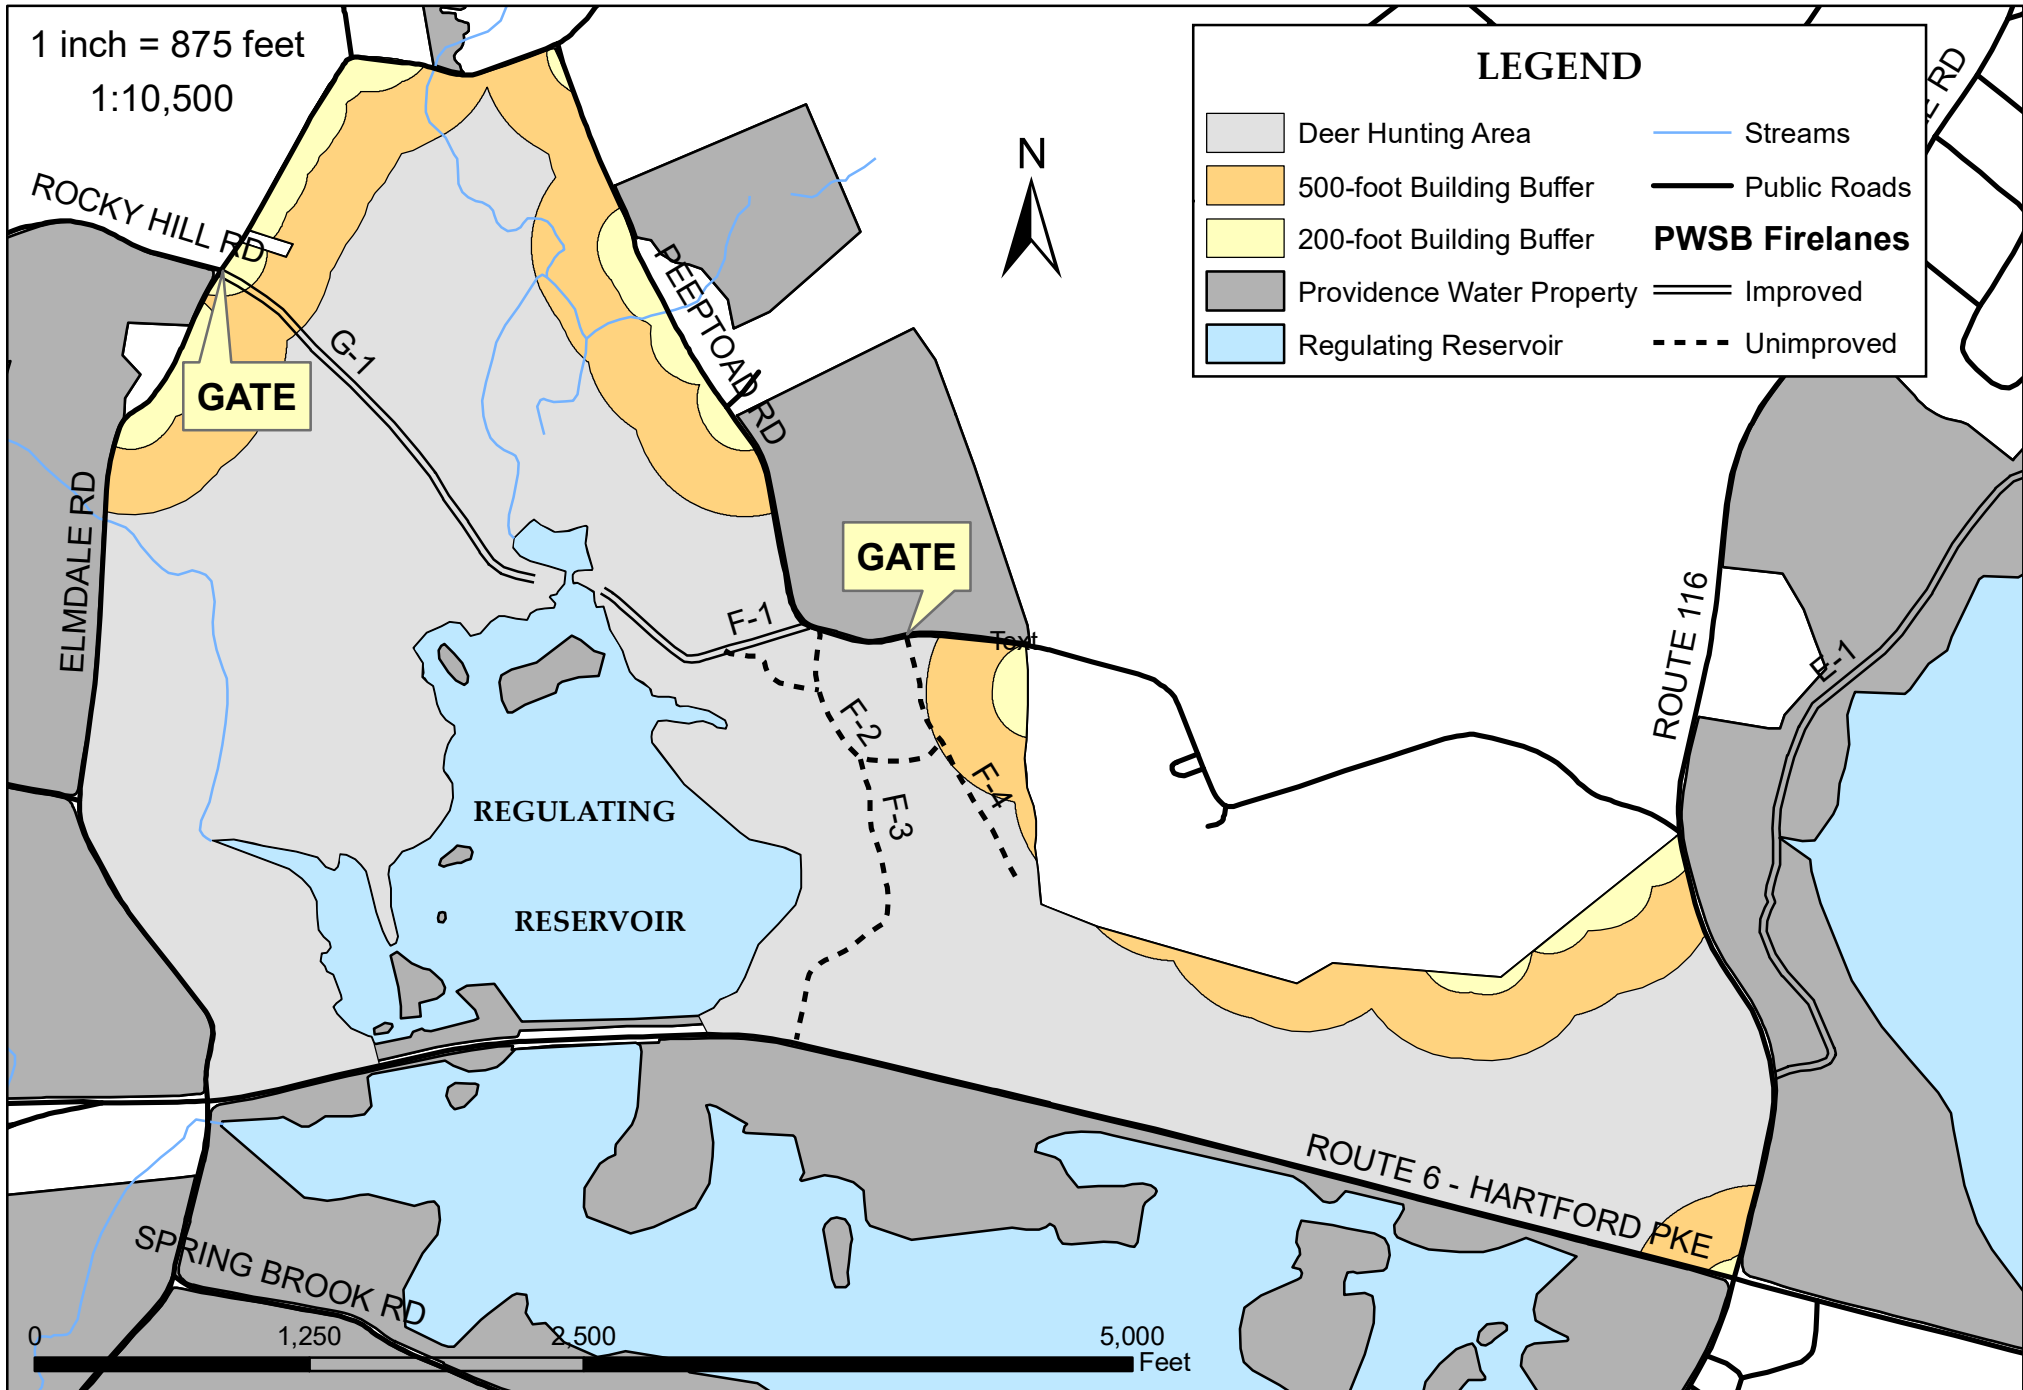 1 inch = 875 feet
1:10,500
LEGEND
Deer Hunting Area
500-foot Building Buffer
200-foot Building Buffer
Providence Water Property
Regulating Reservoir
Streams
Public Roads
PWSB Firelanes
Improved
Unimproved
N
ROCKY HILL RD
G-1
GATE
PEEPTOAD RD
ELMDALE RD
GATE
Text
F-1
F-2
F-3
F-4
ROUTE 116
E-1
REGULATING
RESERVOIR
ROUTE 6 - HARTFORD PKE
SPRING BROOK RD
0
1,250
2,500
5,000
Feet
RD